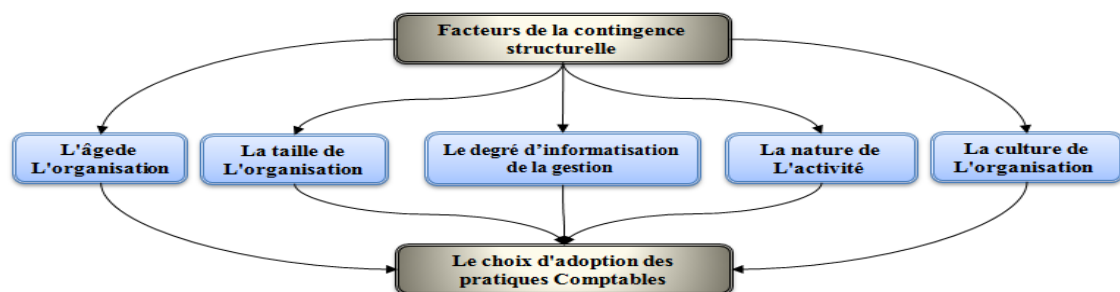 Facteurs de la contingence
structurelle
L'âgede
L'organisation
La taille de
L'organisation
Le degré d'informatisation
de la gestion
La nature de
L'activité
La culture de
L'organisation
Le choix d'adoption des
pratiques Comptables